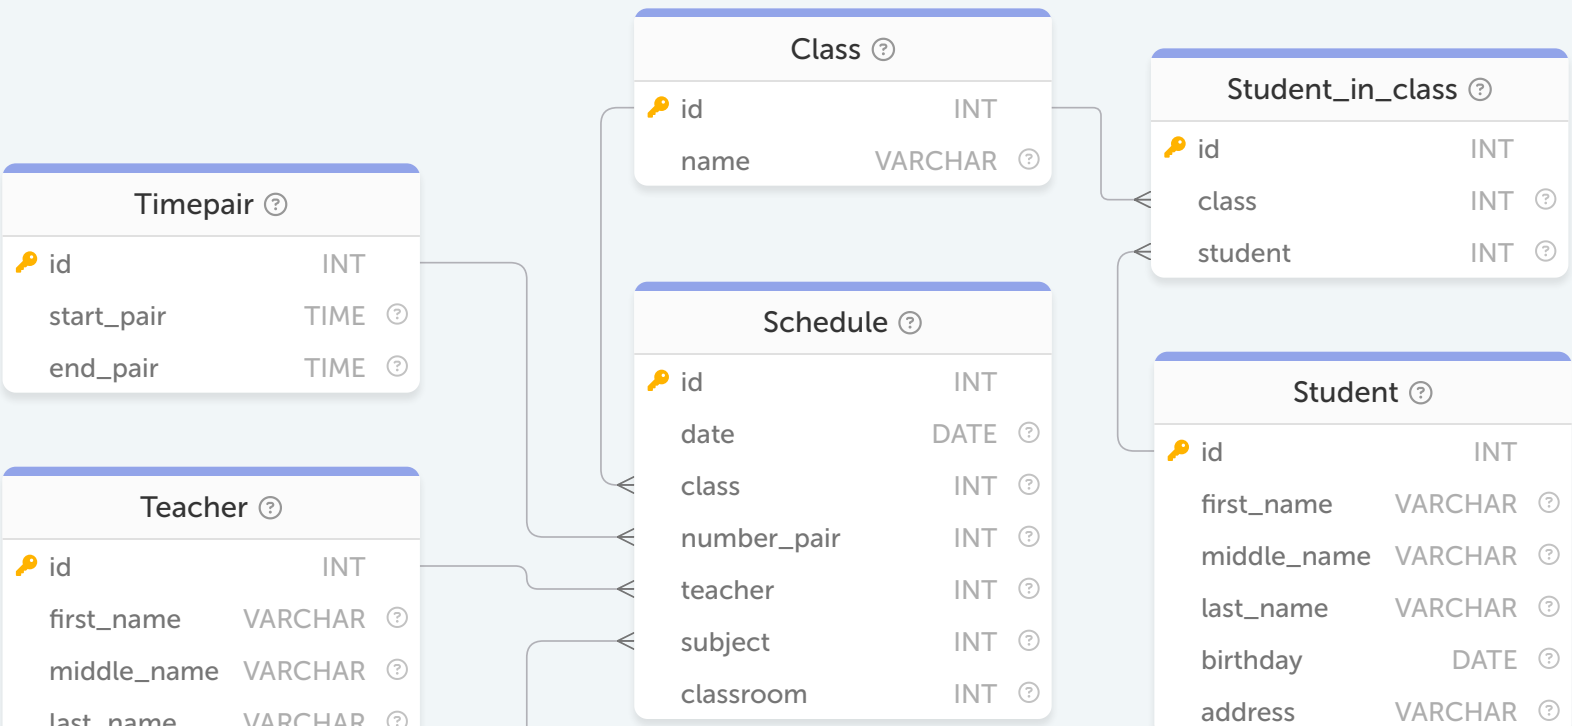 Class
id INT
name VARCHAR
Student_in_class
id INT
class INT
student INT
Timepair
id INT
start_pair TIME
end_pair TIME
Schedule
id INT
date DATE
class INT
number_pair INT
teacher INT
subject INT
classroom INT
Student
id INT
first_name VARCHAR
middle_name VARCHAR
last_name VARCHAR
birthday DATE
address VARCHAR
Teacher
id INT
first_name VARCHAR
middle_name VARCHAR
last_name VARCHAR